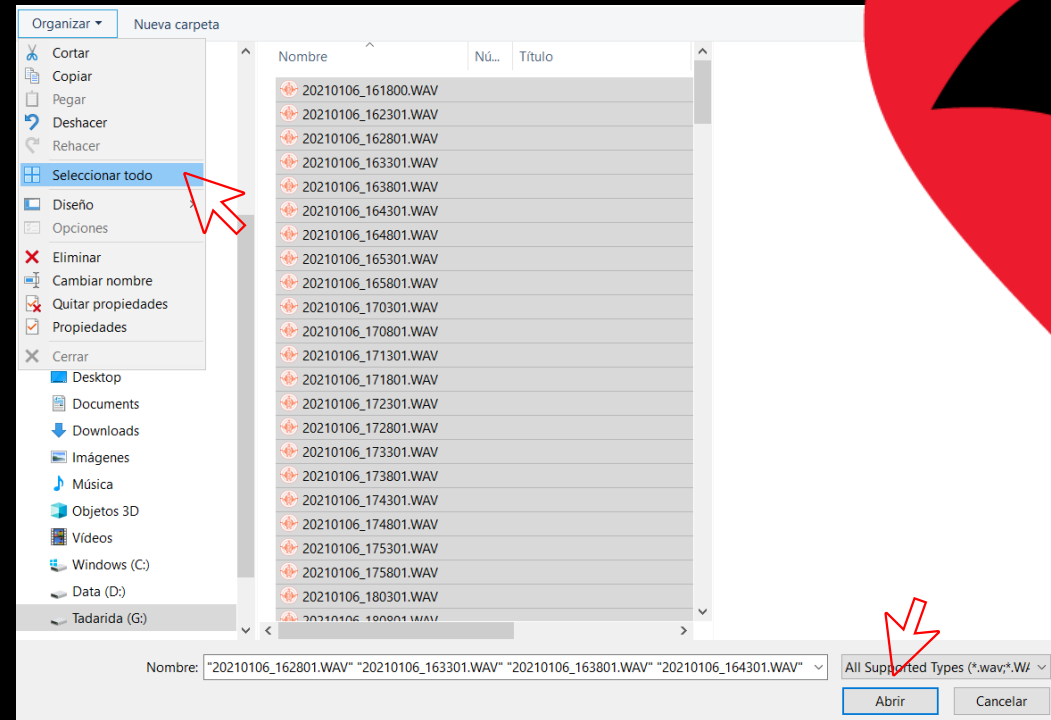 Organizar
Nueva carpeta
Cortar
Copiar
Pegar
Deshacer
Rehacer
Seleccionar todo
Diseño
Opciones
Eliminar
Cambiar nombre
Quitar propiedades
Propiedades
Cerrar
Desktop
Documents
Downloads
Imágenes
Música
Objetos 3D
Vídeos
Windows (C:)
Data (D:)
Tadarida (G:)
Nombre Nú... Título
20210106_161800.WAV
20210106_162301.WAV
20210106_162801.WAV
20210106_163301.WAV
20210106_163801.WAV
20210106_164301.WAV
20210106_164801.WAV
20210106_165301.WAV
20210106_165801.WAV
20210106_170301.WAV
20210106_170801.WAV
20210106_171301.WAV
20210106_171801.WAV
20210106_172301.WAV
20210106_172801.WAV
20210106_173301.WAV
20210106_173801.WAV
20210106_174301.WAV
20210106_174801.WAV
20210106_175301.WAV
20210106_175801.WAV
20210106_180301.WAV
20210106_180801.WAV
Nombre: "20210106_162801.WAV" "20210106_163301.WAV" "20210106_163801.WAV" "20210106_164301.WAV"
All Supported Types (*.wav;*.WA
Abrir
Cancelar